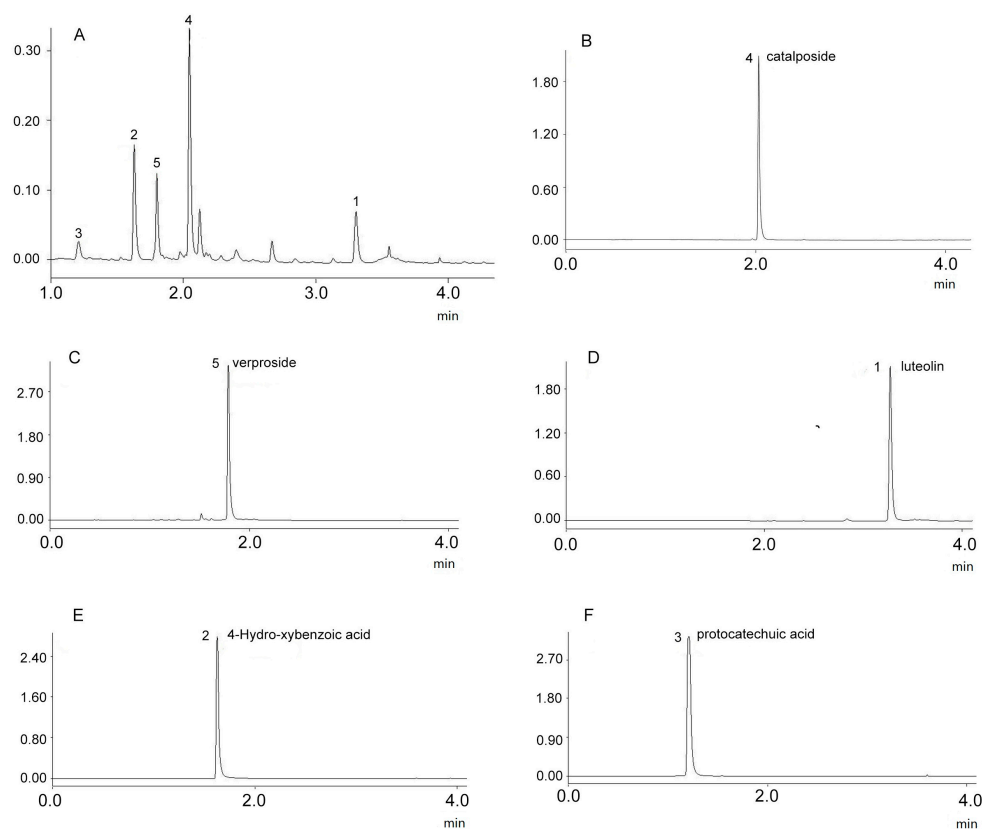 A
4
0.30
0.20
2
5
0.10
1
3
0.00
1.0 2.0 3.0 4.0
min
B
4 catalposide
1.80
1.20
0.60
0.00
0.0 2.0 4.0
min
C
5 verproside
2.70
1.80
0.90
0.00
0.0 2.0 4.0
min
D
1 luteolin
1.80
1.20
0.60
0.00
0.0 2.0 4.0
min
E
2 4-Hydro-xybenzoic acid
2.40
1.60
0.80
0.00
0.0 2.0 4.0
min
F
3 protocatechuic acid
2.70
1.80
0.90
0.00
0.0 2.0 4.0
min